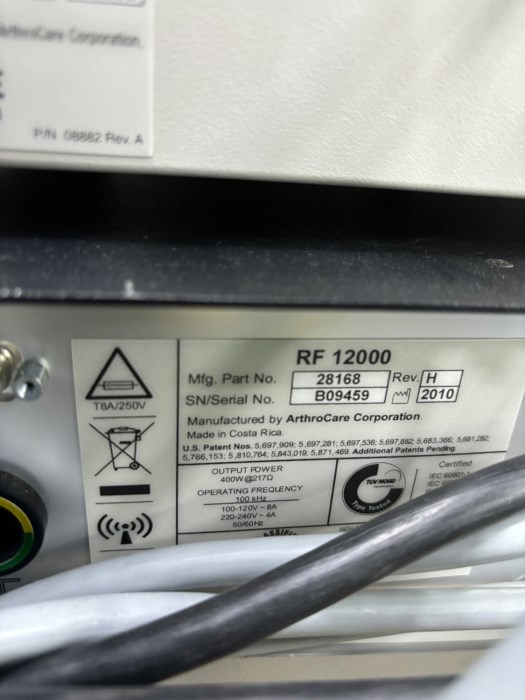 ArthroCare Corporation.
P/N 08882 Rev. A
RF 12000
Mfg. Part No. 28168 Rev. H
SN/Serial No. B09459 2010
T8A/250V
Manufactured by ArthroCare Corporation.
Made in Costa Rica.
U.S. Patent Nos. 5,697,909; 5,697,281; 5,697,536; 5,697,882; 5,683,366; 5,681,282;
5,766,153; 5,810,764; 5,843,019; 5,871,469. Additional Patents Pending
OUTPUT POWER
400W @217Ω
OPERATING FREQUENCY
100 kHz
100-120V ~ 8A
220-240V ~ 4A
50/60Hz
TÜV NORD
Type Tested
Certified